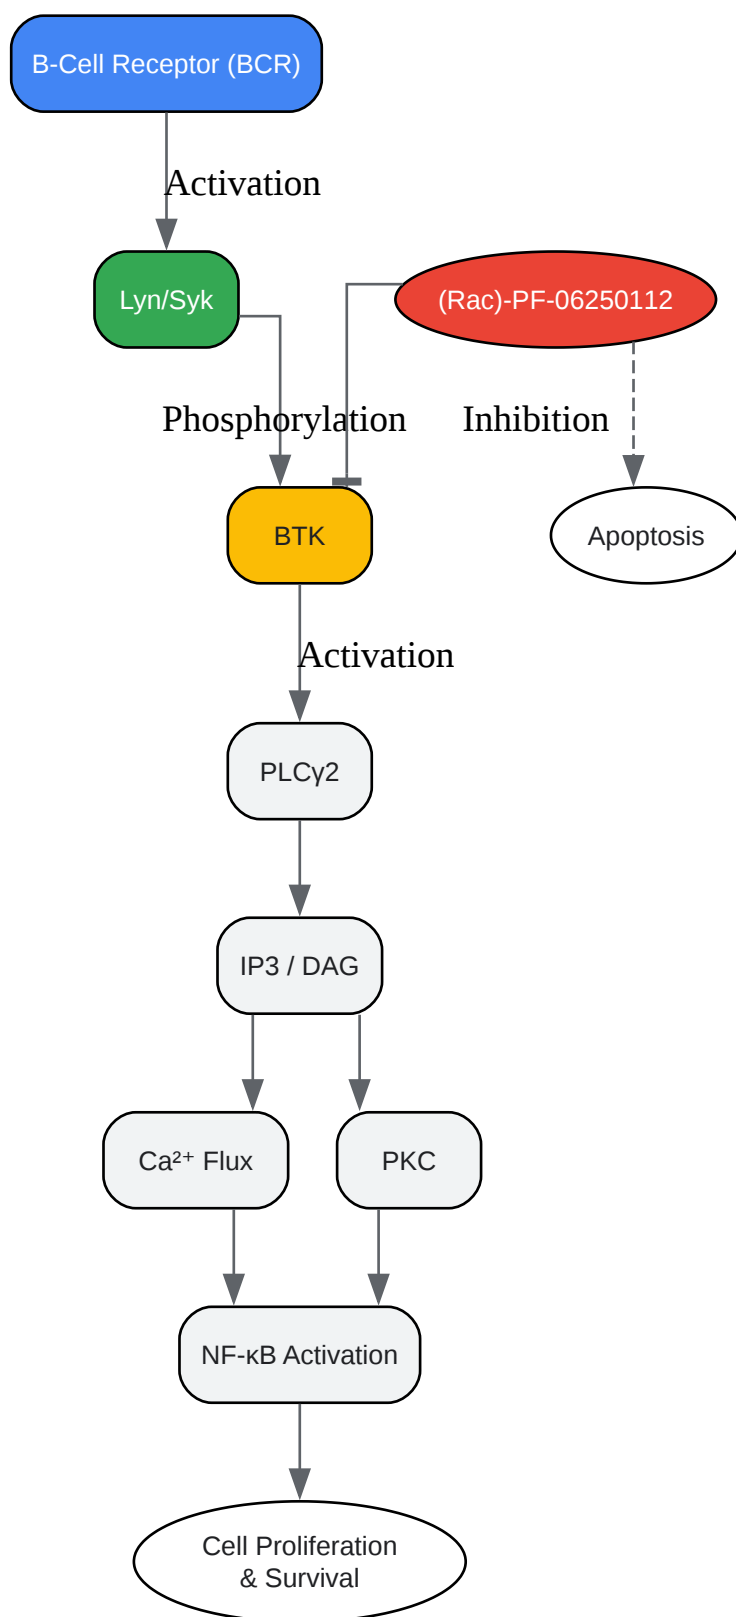 B-Cell Receptor (BCR)
Activation
Lyn/Syk
(Rac)-PF-06250112
Phosphorylation
Inhibition
BTK
Apoptosis
Activation
PLCγ2
IP3 / DAG
Ca²⁺ Flux
PKC
NF-κB Activation
Cell Proliferation
& Survival